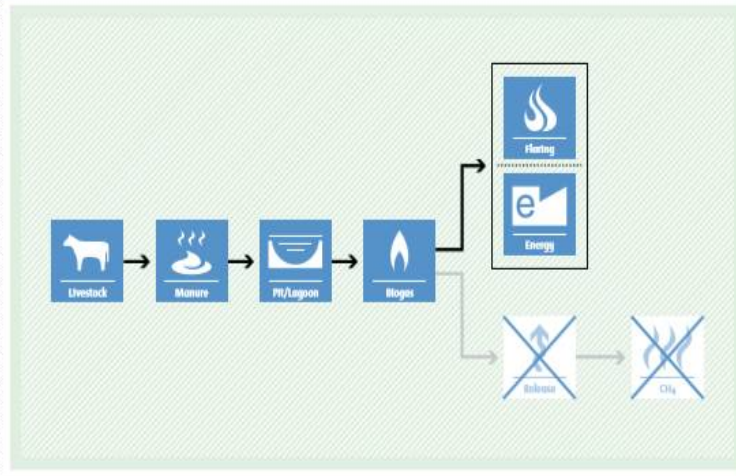 Flaring
e
Energy
Livestock
Manure
Pit/Lagoon
Biogas
Release
CH₄